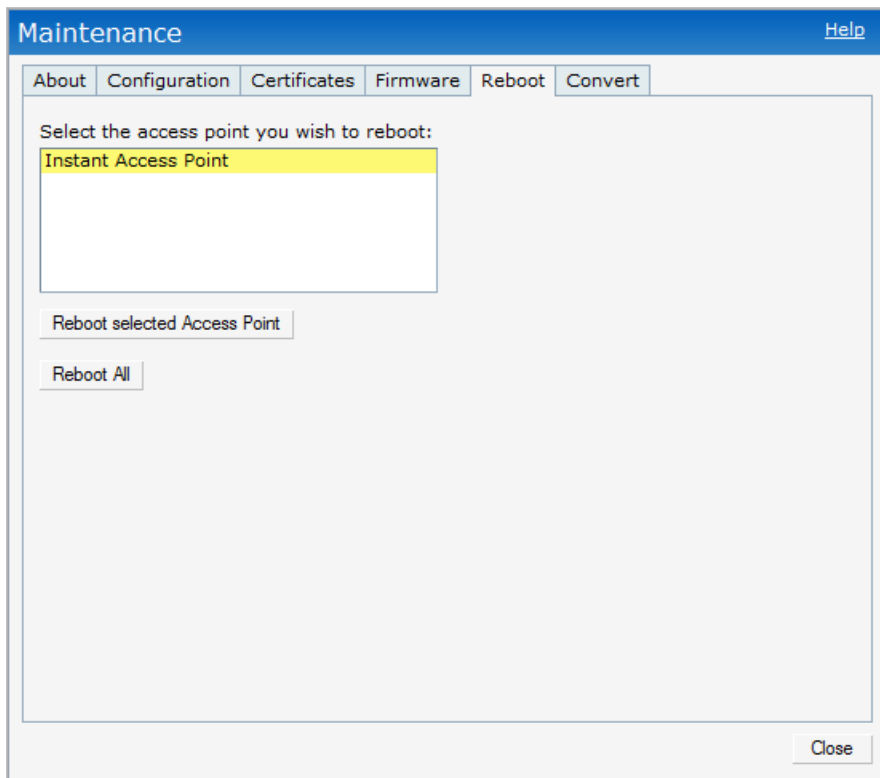 Maintenance Help
About Configuration Certificates Firmware Reboot Convert
Select the access point you wish to reboot:
Instant Access Point
Reboot selected Access Point
Reboot All
Close